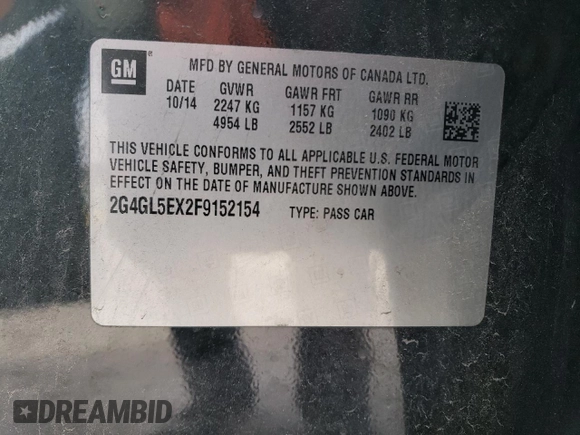 GM
MFD BY GENERAL MOTORS OF CANADA LTD.
DATE GVWR GAWR FRT GAWR RR
10/14 2247 KG 1157 KG 1090 KG
4954 LB 2552 LB 2402 LB
THIS VEHICLE CONFORMS TO ALL APPLICABLE U.S. FEDERAL MOTOR
VEHICLE SAFETY, BUMPER, AND THEFT PREVENTION STANDARDS IN
EFFECT ON THE DATE OF MANUFACTURE SHOWN ABOVE.
2G4GL5EX2F9152154 TYPE: PASS CAR
DREAMBID